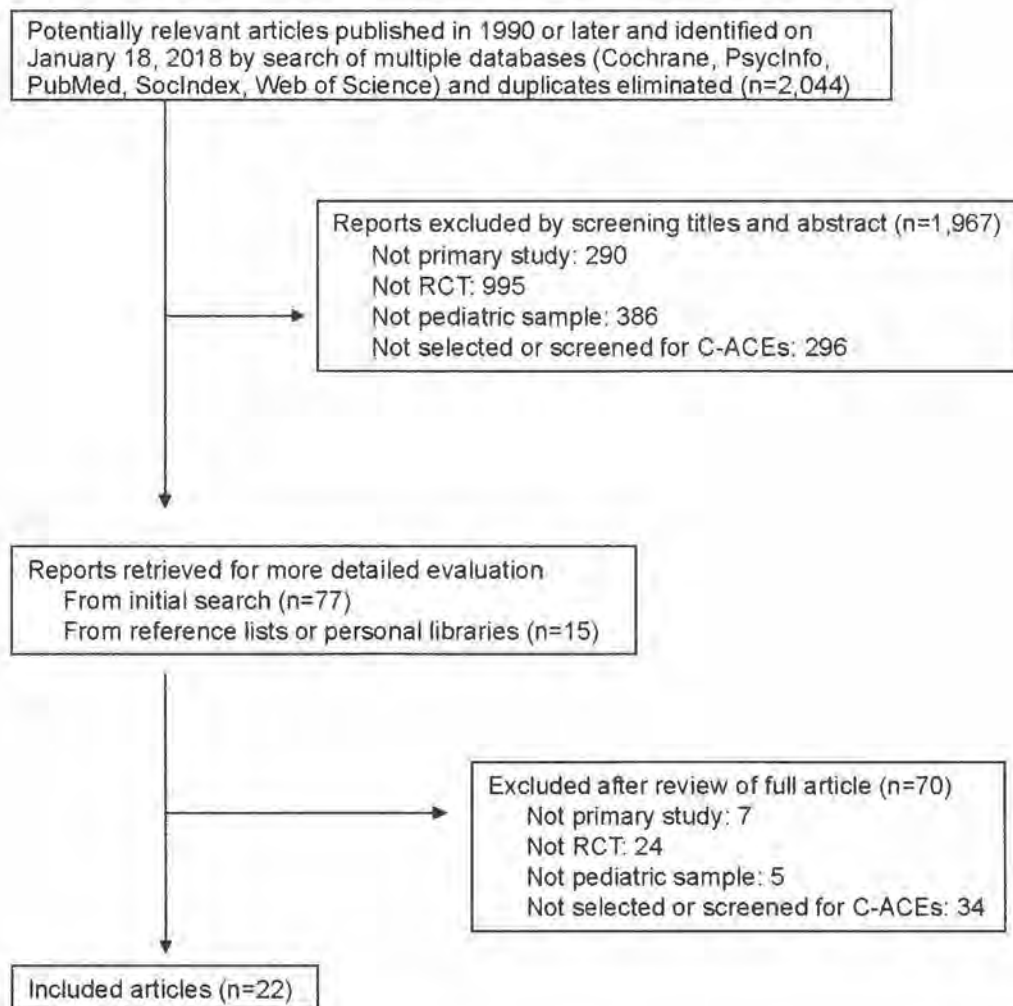 Potentially relevant articles published in 1990 or later and identified on
January 18, 2018 by search of multiple databases (Cochrane, PsycInfo,
PubMed, SocIndex, Web of Science) and duplicates eliminated (n=2,044)
Reports excluded by screening titles and abstract (n=1,967)
Not primary study: 290
Not RCT: 995
Not pediatric sample: 386
Not selected or screened for C-ACEs: 296
Reports retrieved for more detailed evaluation
From initial search (n=77)
From reference lists or personal libraries (n=15)
Excluded after review of full article (n=70)
Not primary study: 7
Not RCT: 24
Not pediatric sample: 5
Not selected or screened for C-ACEs: 34
Included articles (n=22)